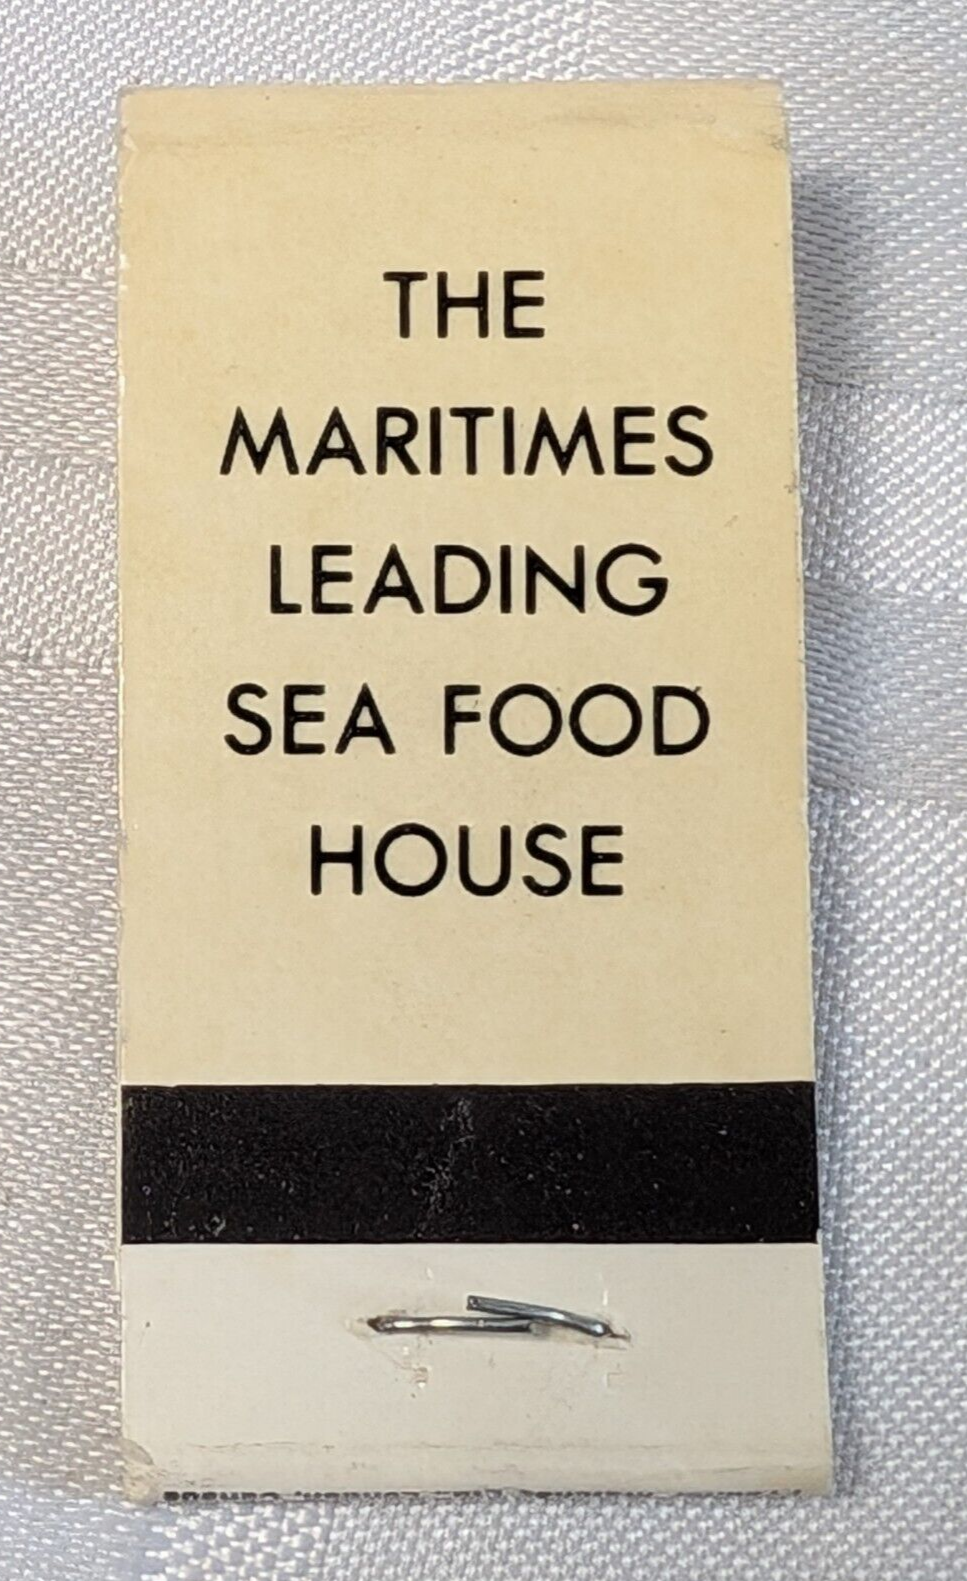 THE
MARITIMES
LEADING
SEA FOOD
HOUSE